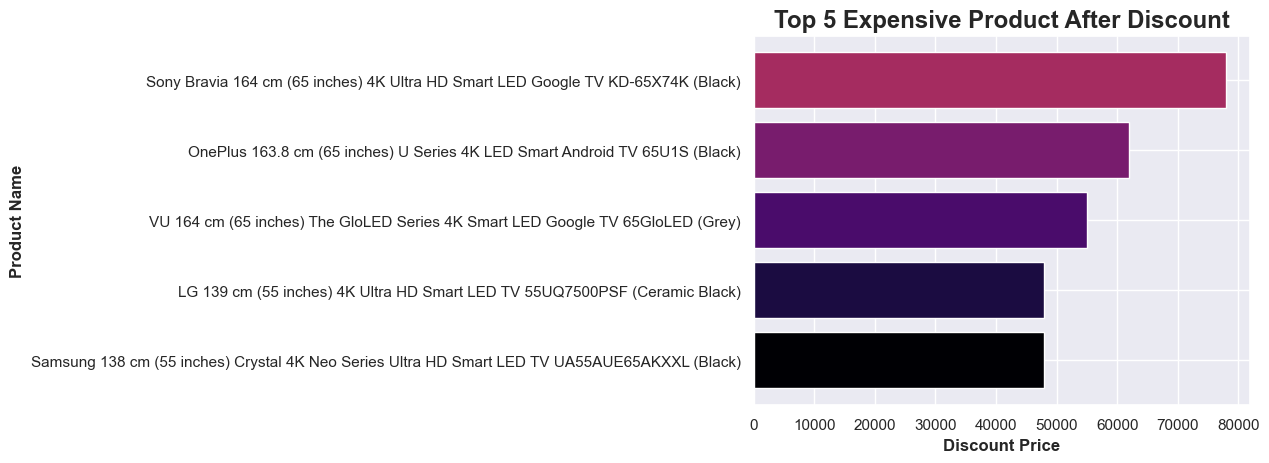 Top 5 Expensive Product After Discount
Product Name
Sony Bravia 164 cm (65 inches) 4K Ultra HD Smart LED Google TV KD-65X74K (Black)
OnePlus 163.8 cm (65 inches) U Series 4K LED Smart Android TV 65U1S (Black)
VU 164 cm (65 inches) The GloLED Series 4K Smart LED Google TV 65GloLED (Grey)
LG 139 cm (55 inches) 4K Ultra HD Smart LED TV 55UQ7500PSF (Ceramic Black)
Samsung 138 cm (55 inches) Crystal 4K Neo Series Ultra HD Smart LED TV UA55AUE65AKXXL (Black)
0 10000 20000 30000 40000 50000 60000 70000 80000
Discount Price